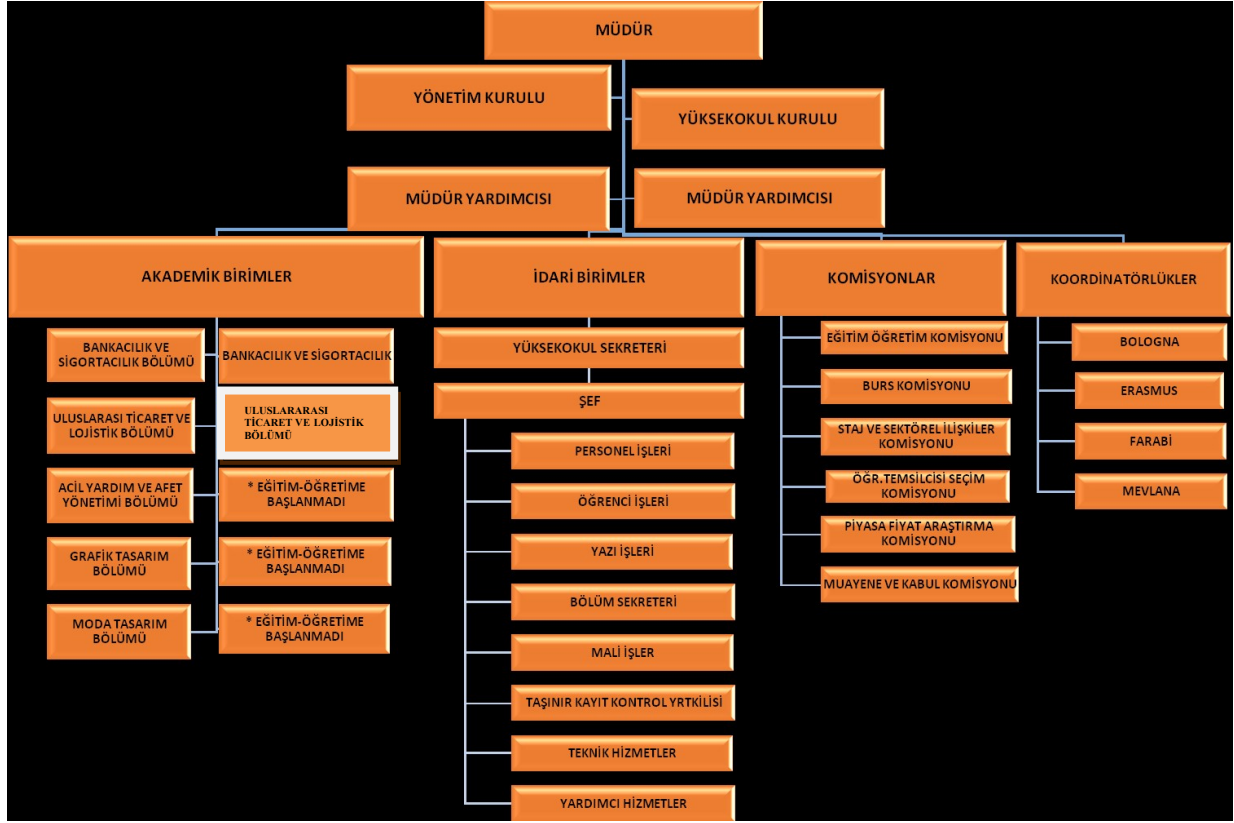 MÜDÜR
YÖNETİM KURULU
YÜKSEKOKUL KURULU
MÜDÜR YARDIMCISI
MÜDÜR YARDIMCISI
AKADEMİK BİRİMLER
BANKACILIK VE
SİGORTACILIK BÖLÜMÜ
BANKACILIK VE SİGORTACILIK
ULUSLARASI TİCARET VE
LOJİSTİK BÖLÜMÜ
ULUSLARARASI
TİCARET VE LOJİSTİK
BÖLÜMÜ
ACİL YARDIM VE AFET
YÖNETİMİ BÖLÜMÜ
* EĞİTİM-ÖĞRETİME
BAŞLANMADI
GRAFİK TASARIM
BÖLÜMÜ
* EĞİTİM-ÖĞRETİME
BAŞLANMADI
MODA TASARIM
BÖLÜMÜ
* EĞİTİM-ÖĞRETİME
BAŞLANMADI
İDARİ BİRİMLER
YÜKSEKOKUL SEKRETERİ
ŞEF
PERSONEL İŞLERİ
ÖĞRENCİ İŞLERİ
YAZI İŞLERİ
BÖLÜM SEKRETERİ
MALİ İŞLER
TAŞINIR KAYIT KONTROL YRTKİLİSİ
TEKNİK HİZMETLER
YARDIMCI HİZMETLER
KOMİSYONLAR
EĞİTİM ÖĞRETİM KOMİSYONU
BURS KOMİSYONU
STAJ VE SEKTÖREL İLİŞKİLER
KOMİSYONU
ÖĞR.TEMSİLCİSİ SEÇİM
KOMİSYONU
PİYASA FİYAT ARAŞTIRMA
KOMİSYONU
MUAYENE VE KABUL KOMİSYONU
KOORDİNATÖRLÜKLER
BOLOGNA
ERASMUS
FARABİ
MEVLANA